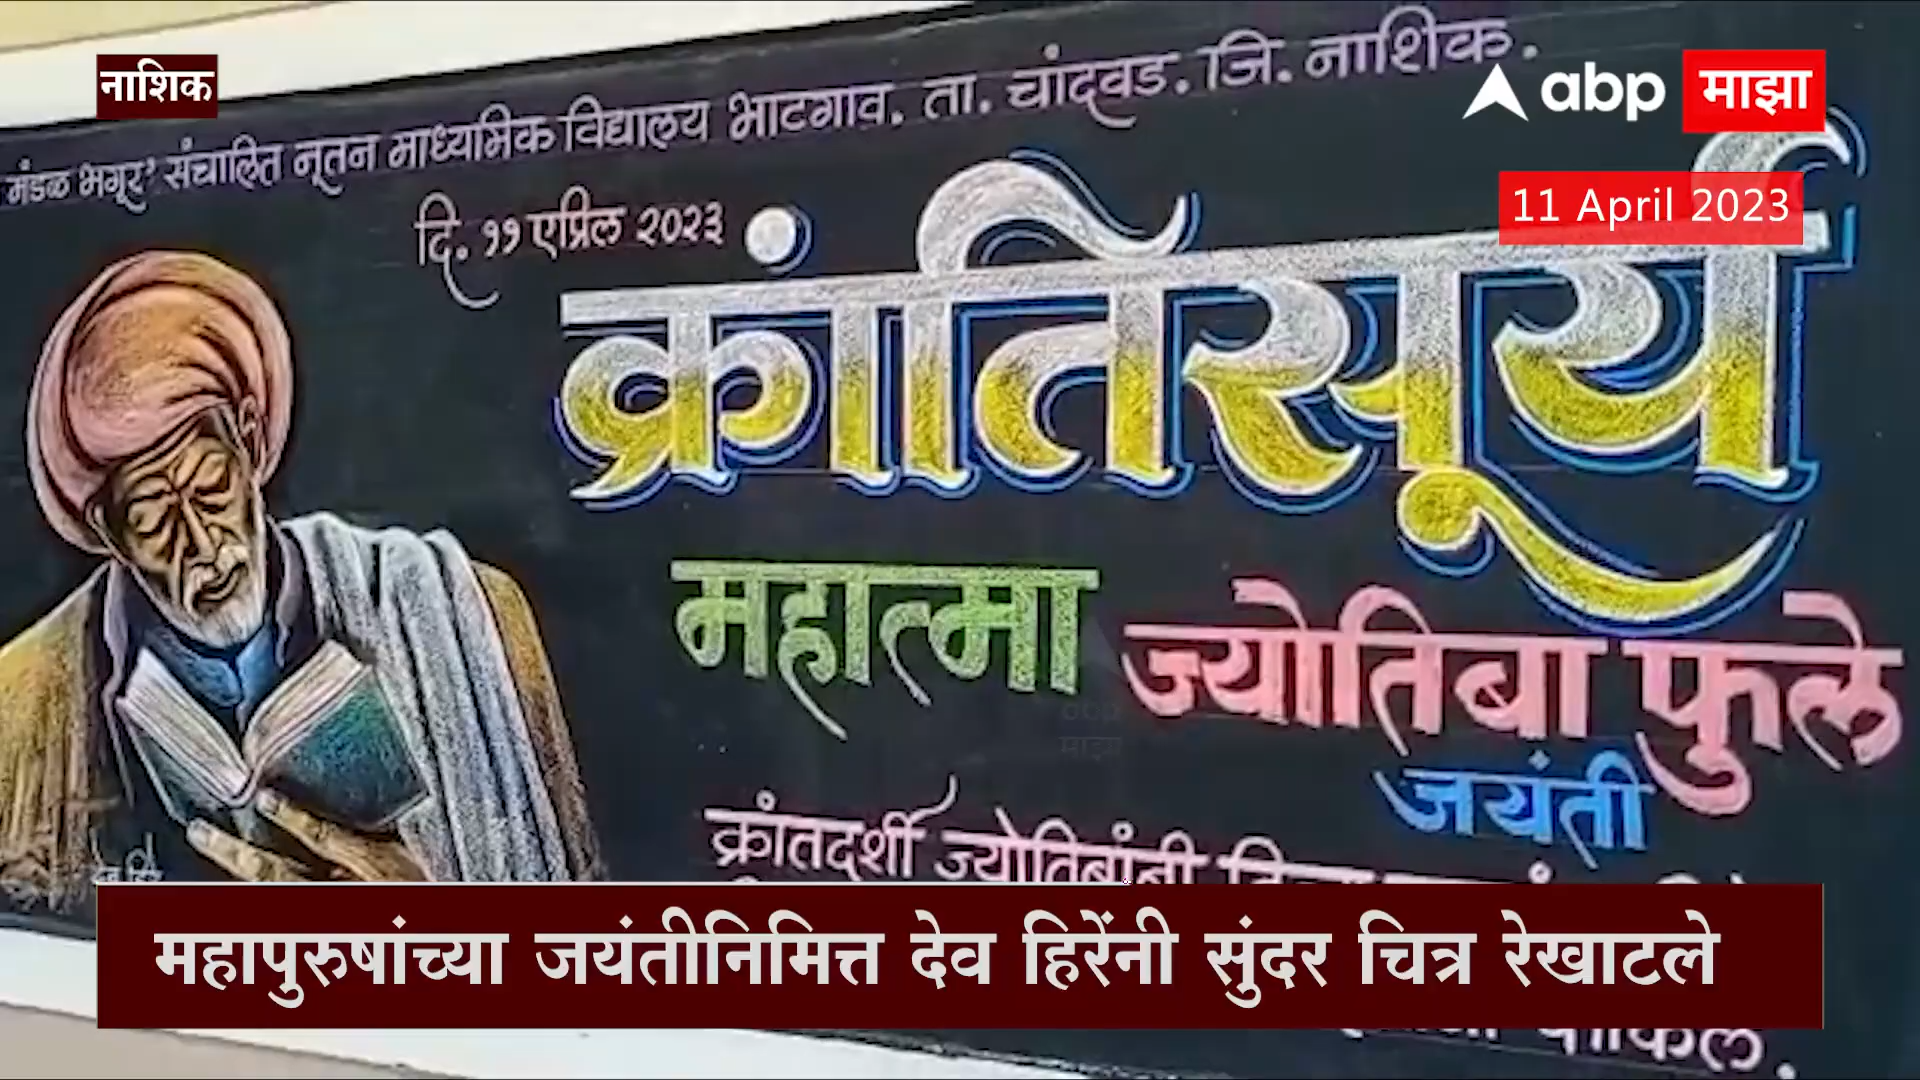 नाशिक
abp माझा
11 April 2023
मंडळ भगूर' संचालित नूतन माध्यमिक विद्यालय भाटगाव. ता. चांदवड. जि. नाशिक.
दि. ११ एप्रिल २०२३
क्रांतिसूर्य
महात्मा ज्योतिबा फुले
जयंती
क्रांतदर्शी ज्योतिबांनी
महापुरुषांच्या जयंतीनिमित्त देव हिरेंनी सुंदर चित्र रेखाटले